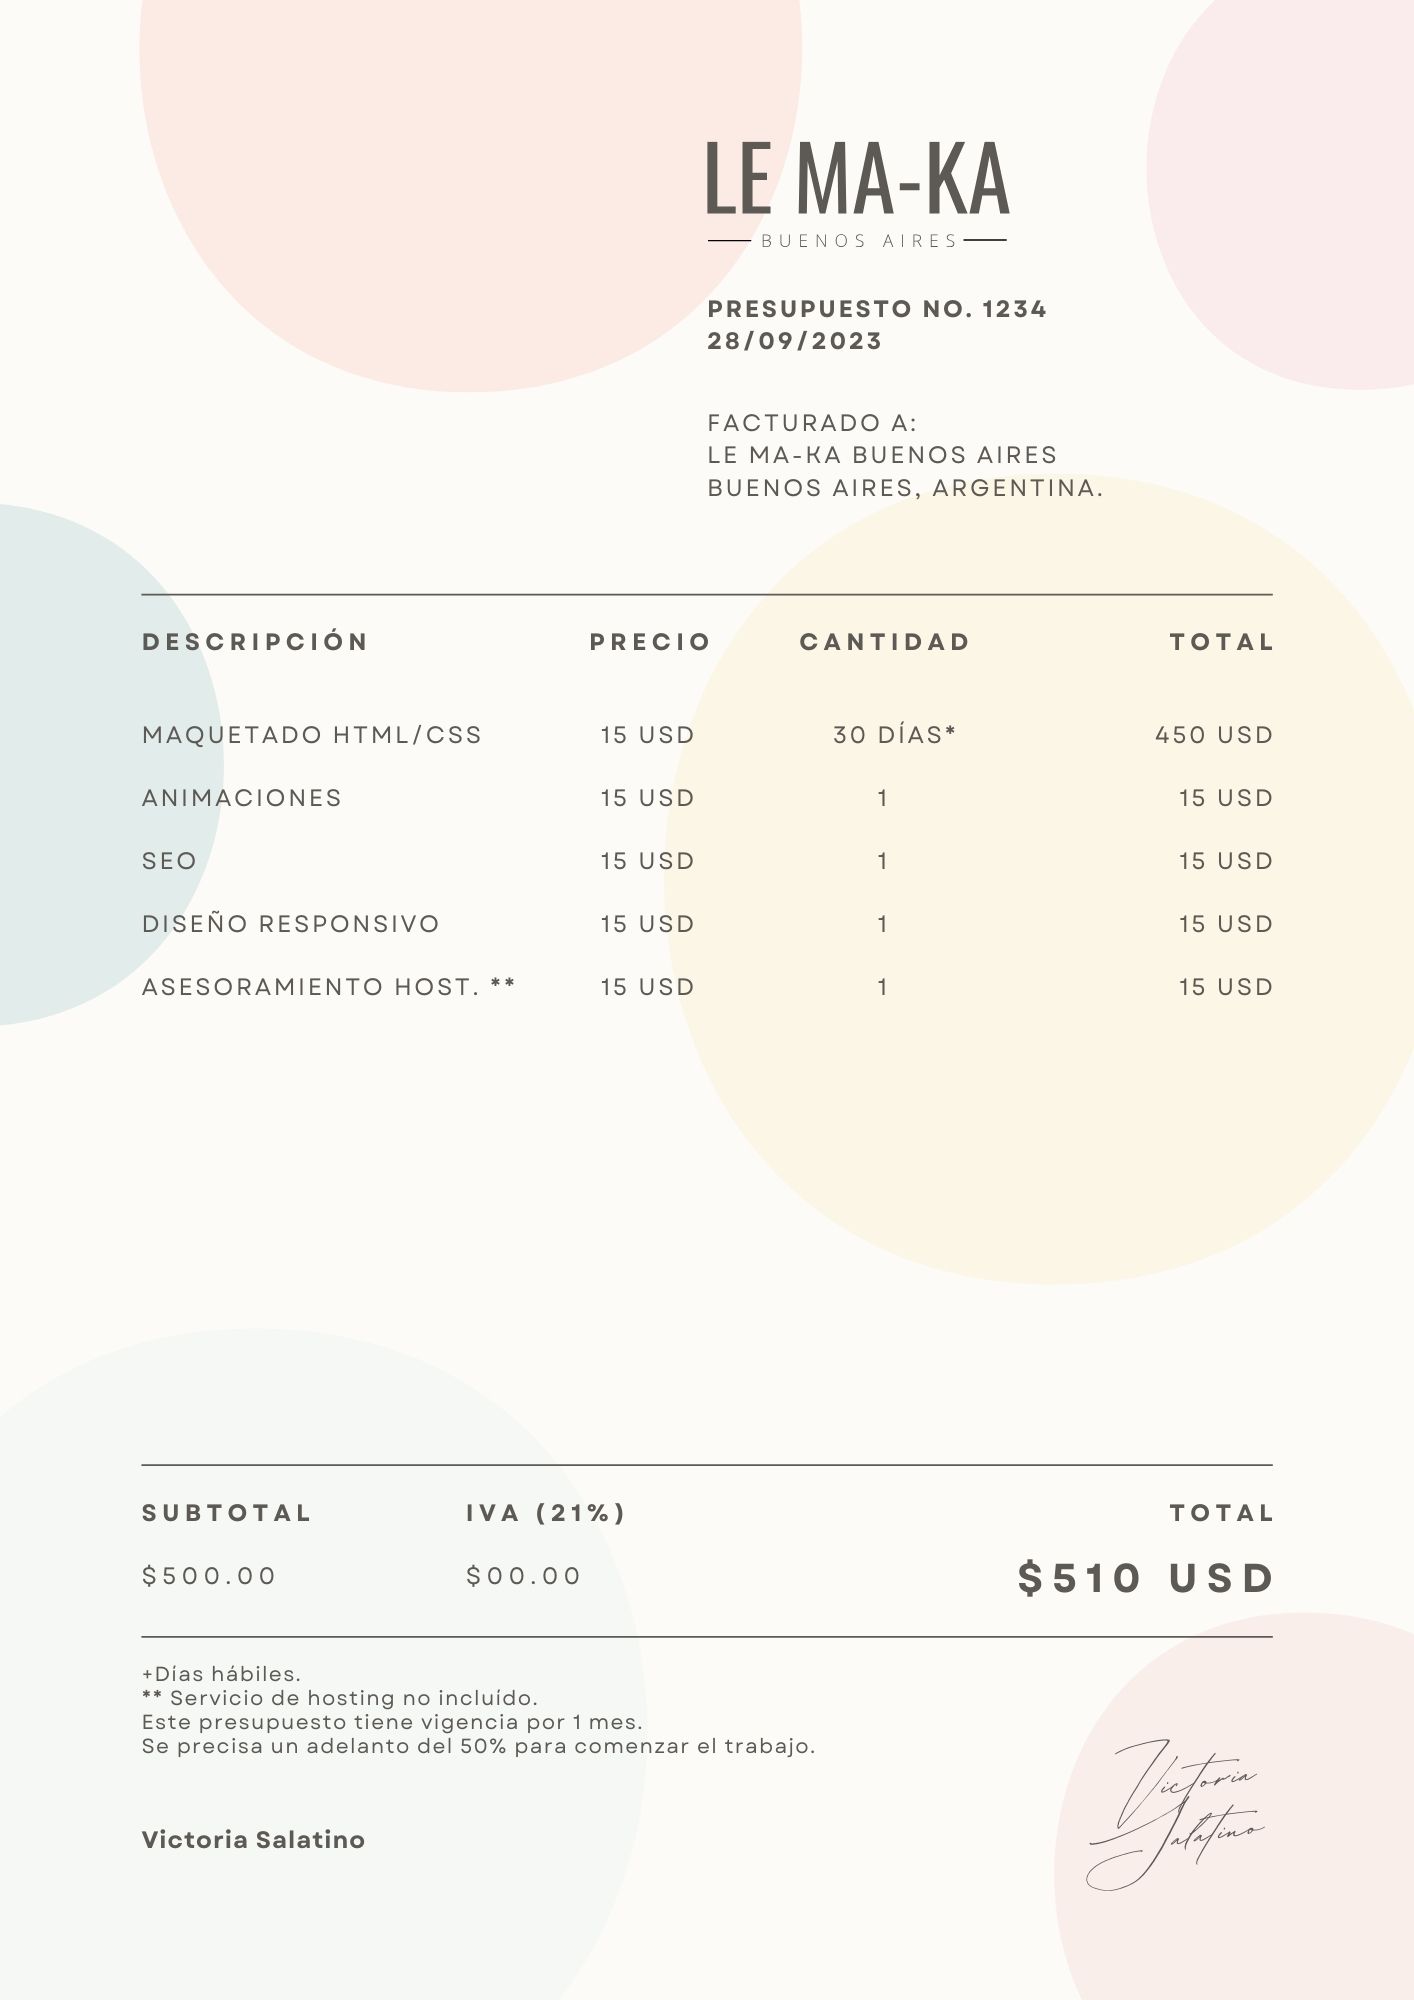 LE MA-KA
BUENOS AIRES
PRESUPUESTO NO. 1234
28/09/2023
FACTURADO A:
LE MA-KA BUENOS AIRES
BUENOS AIRES, ARGENTINA.
DESCRIPCIÓN PRECIO CANTIDAD TOTAL
MAQUETADO HTML/CSS 15 USD 30 DÍAS* 450 USD
ANIMACIONES 15 USD 1 15 USD
SEO 15 USD 1 15 USD
DISEÑO RESPONSIVO 15 USD 1 15 USD
ASESORAMIENTO HOST. ** 15 USD 1 15 USD
SUBTOTAL IVA (21%) TOTAL
$500.00 $00.00 $510 USD
+Días hábiles.
** Servicio de hosting no incluído.
Este presupuesto tiene vigencia por 1 mes.
Se precisa un adelanto del 50% para comenzar el trabajo.
Victoria
Salatino
Victoria Salatino